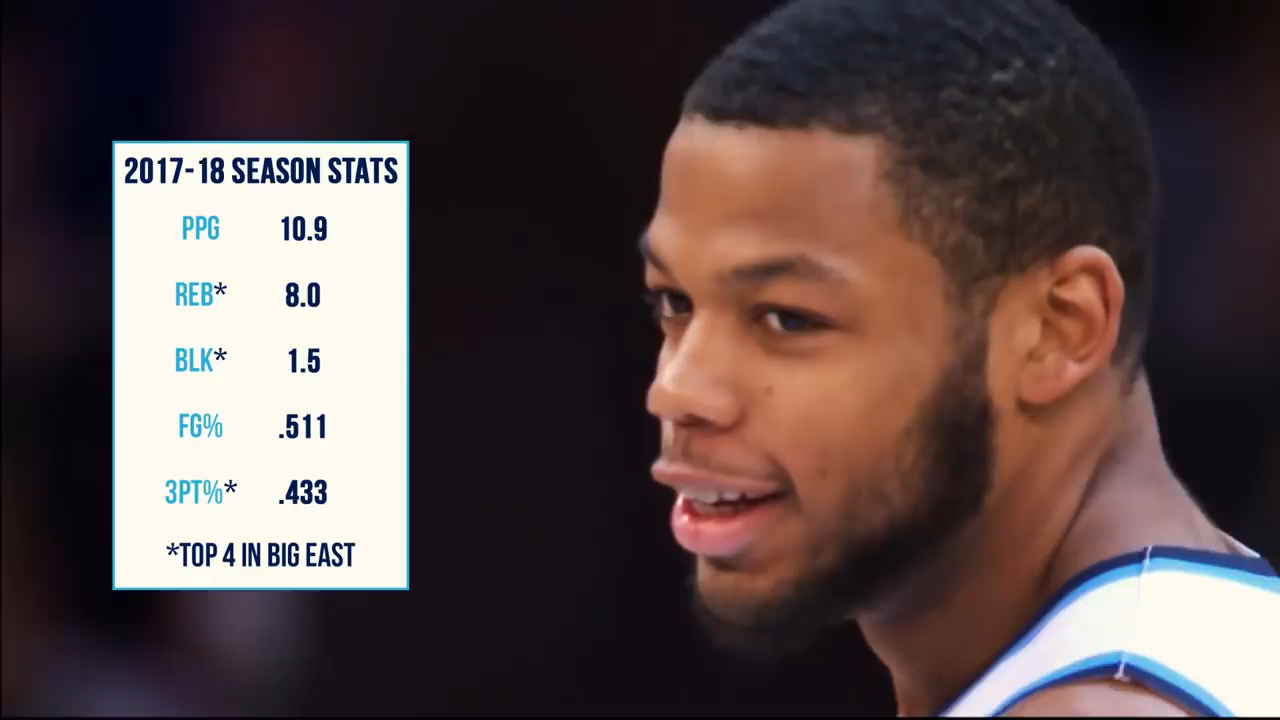 2017-18 SEASON STATS
PPG 10.9
REB* 8.0
BLK* 1.5
FG% .511
3PT%* .433
*TOP 4 IN BIG EAST